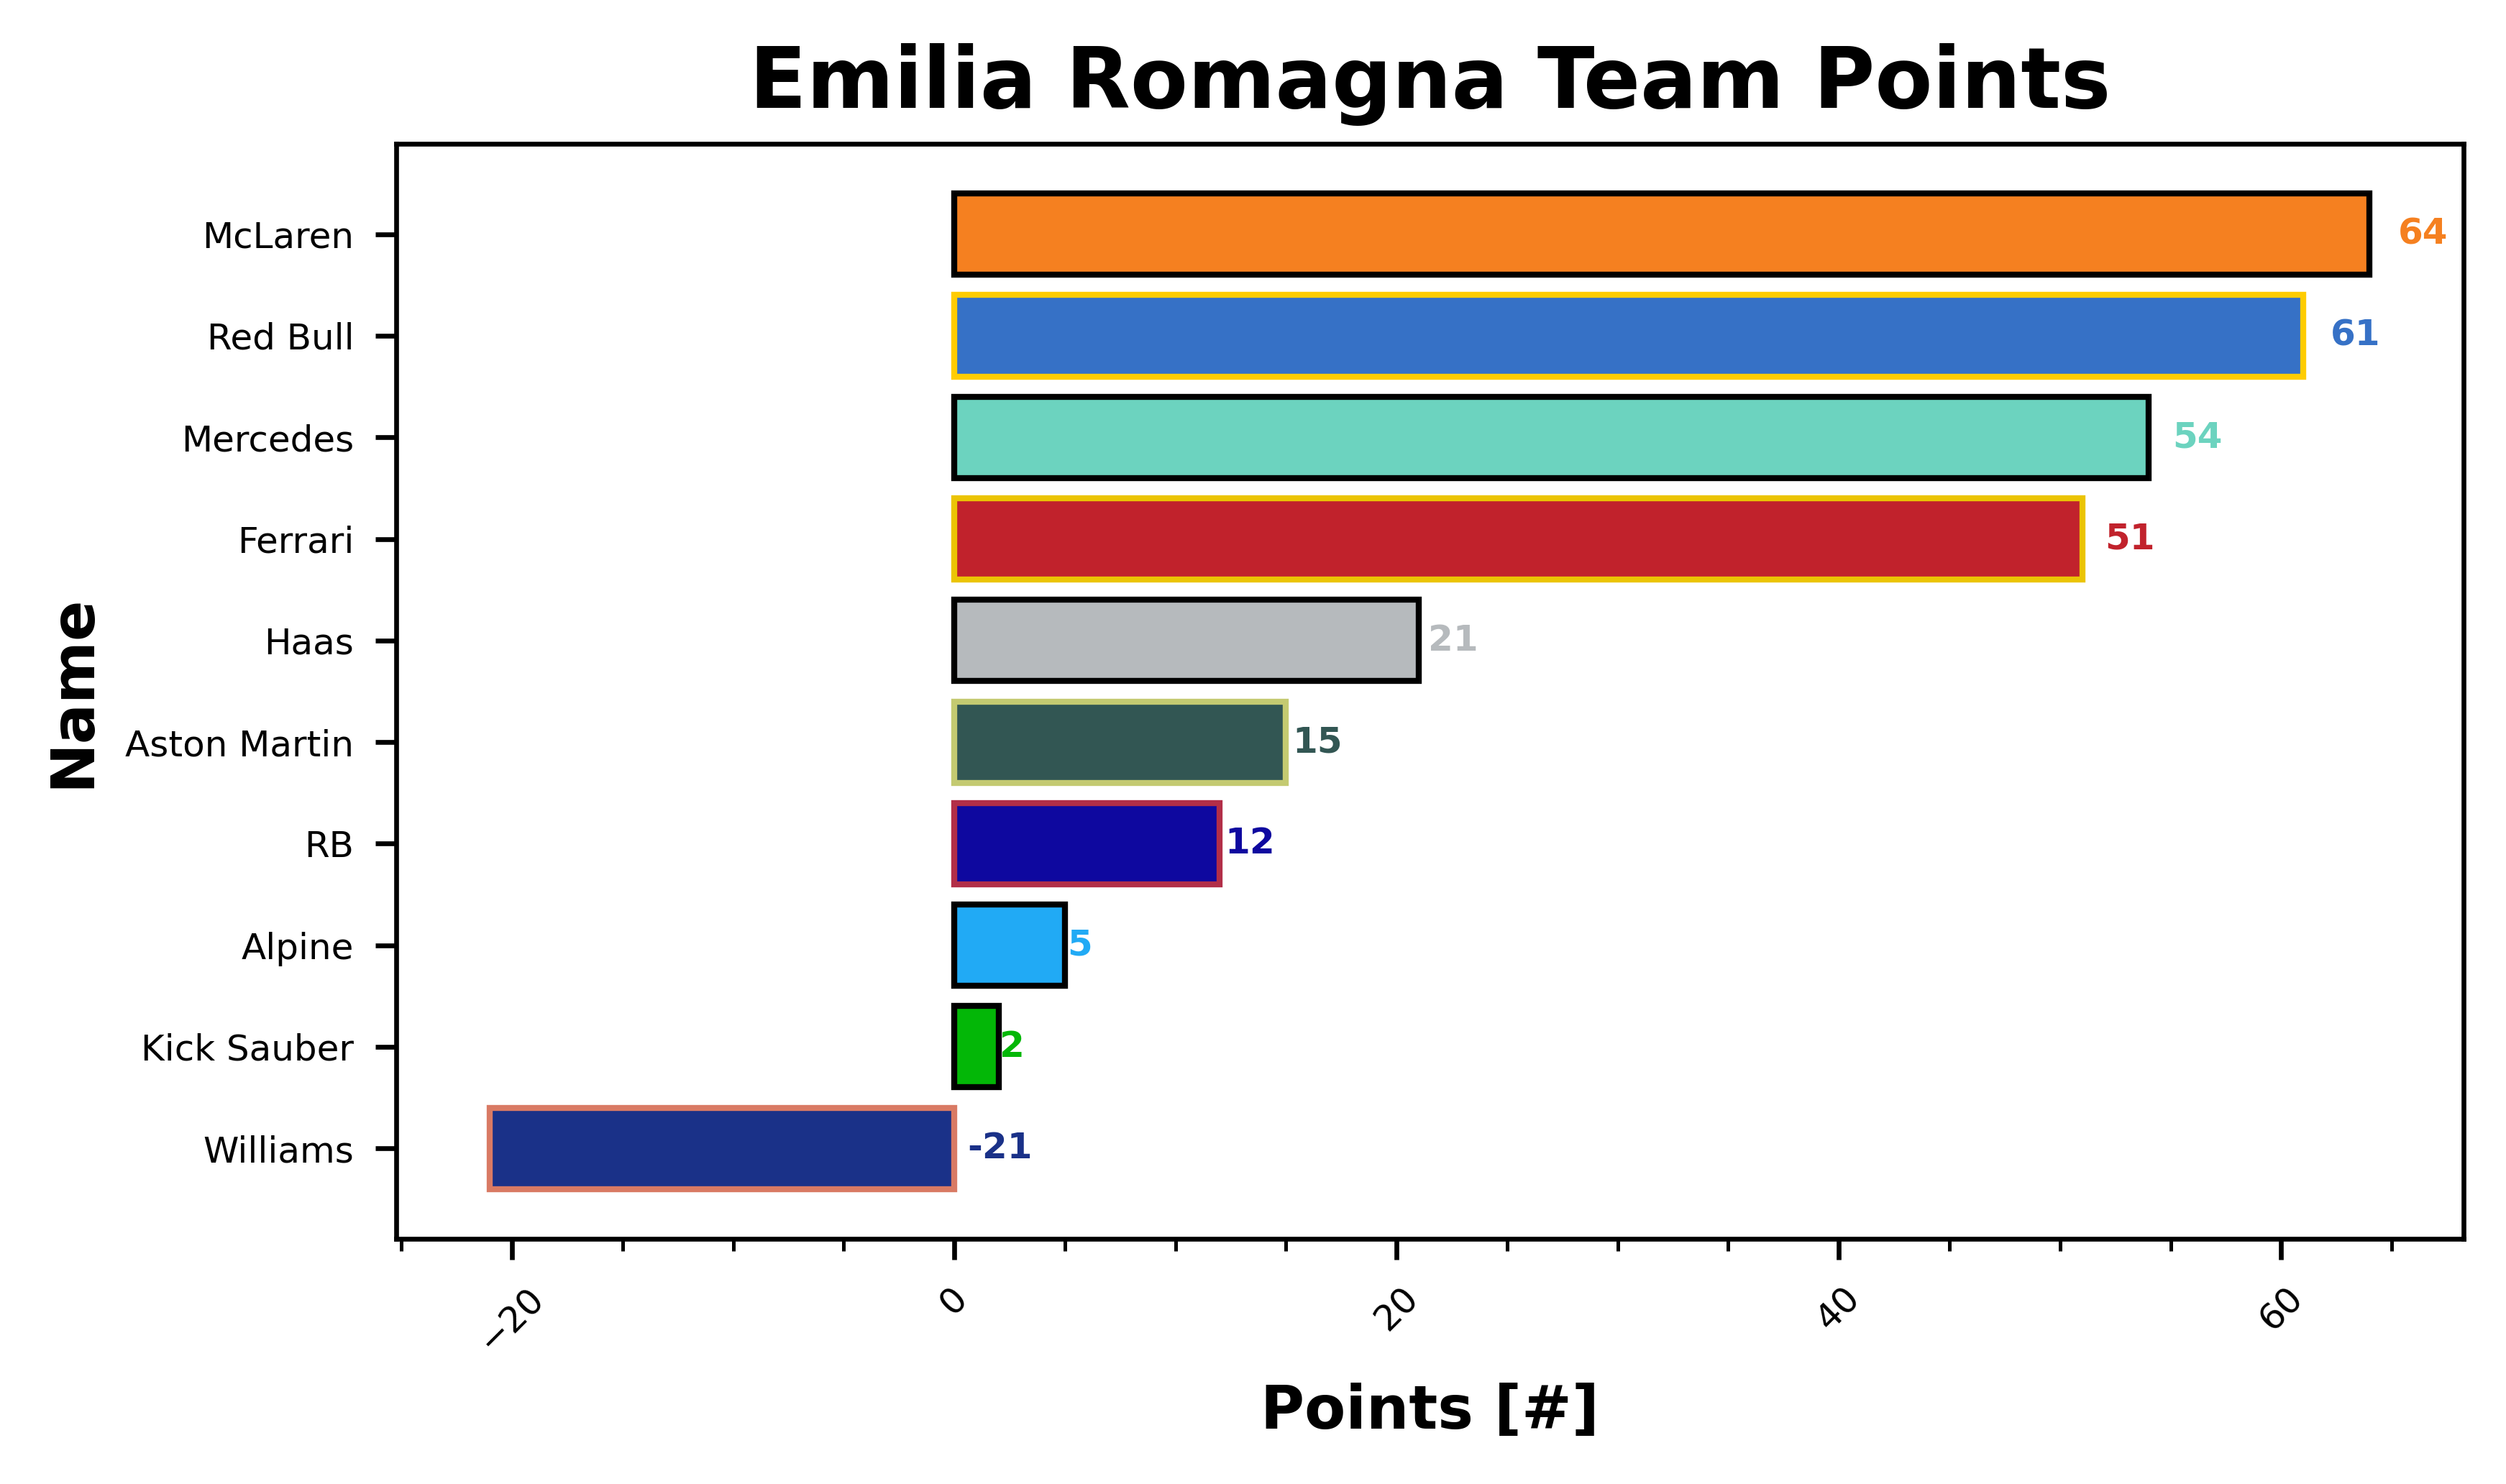 Emilia Romagna Team Points
Name
McLaren 64
Red Bull 61
Mercedes 54
Ferrari 51
Haas 21
Aston Martin 15
RB 12
Alpine 5
Kick Sauber 2
Williams -21
−20 0 20 40 60
Points [#]